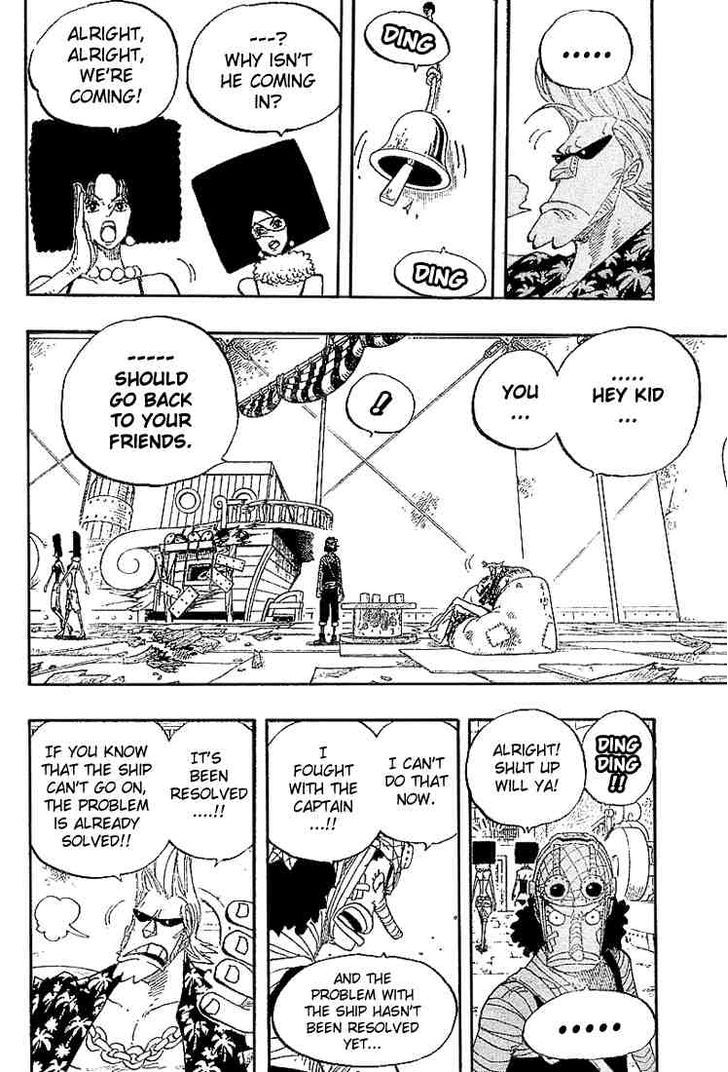 .....
DING
DING
---?
WHY ISN'T
HE COMING
IN?
ALRIGHT,
ALRIGHT,
WE'RE
COMING!
.....
HEY KID
...
YOU
...
!
-----
SHOULD
GO BACK
TO YOUR
FRIENDS.
DING
DING
!!
ALRIGHT!
SHUT UP
WILL YA!
.....
I CAN'T
DO THAT
NOW.
I
FOUGHT
WITH THE
CAPTAIN
...!!
AND THE
PROBLEM WITH
THE SHIP HASN'T
BEEN RESOLVED
YET...
IT'S
BEEN
RESOLVED
....!!
IF YOU KNOW
THAT THE SHIP
CAN'T GO ON,
THE PROBLEM
IS ALREADY
SOLVED!!